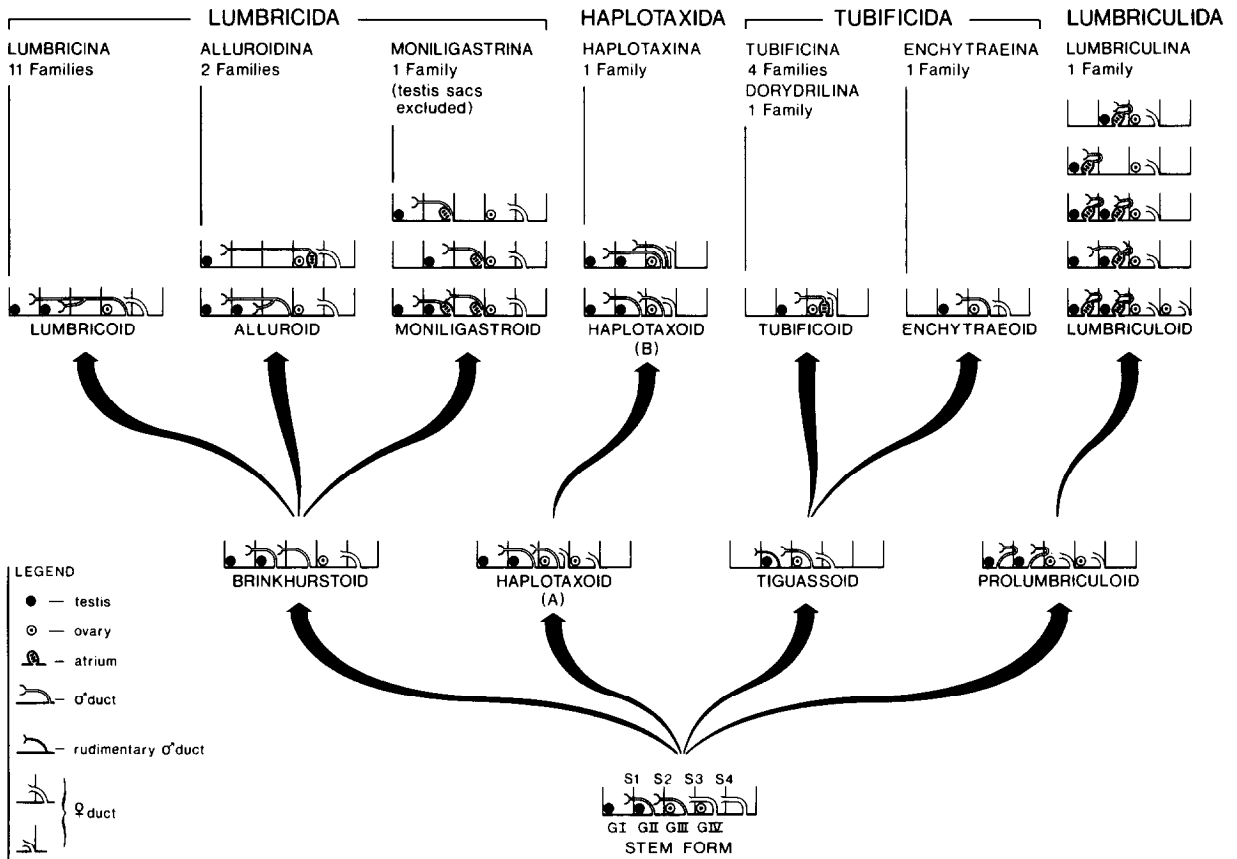 LUMBRICIDA
HAPLOTAXIDA
TUBIFICIDA
LUMBRICULIDA
LUMBRICINA
11 Families
ALLUROIDINA
2 Families
MONILIGASTRINA
1 Family
(testis sacs
excluded)
HAPLOTAXINA
1 Family
TUBIFICINA
4 Families
DORYDRILINA
1 Family
ENCHYTRAEINA
1 Family
LUMBRICULINA
1 Family
LUMBRICOID
ALLUROID
MONILIGASTROID
HAPLOTAXOID
(B)
TUBIFICOID
ENCHYTRAEOID
LUMBRICULOID
BRINKHURSTOID
HAPLOTAXOID
(A)
TIGUASSOID
PROLUMBRICULOID
LEGEND
— testis
— ovary
— atrium
— ♂ duct
— rudimentary ♂ duct
♀ duct
S1 S2 S3 S4
GI GII GIII GIV
STEM FORM